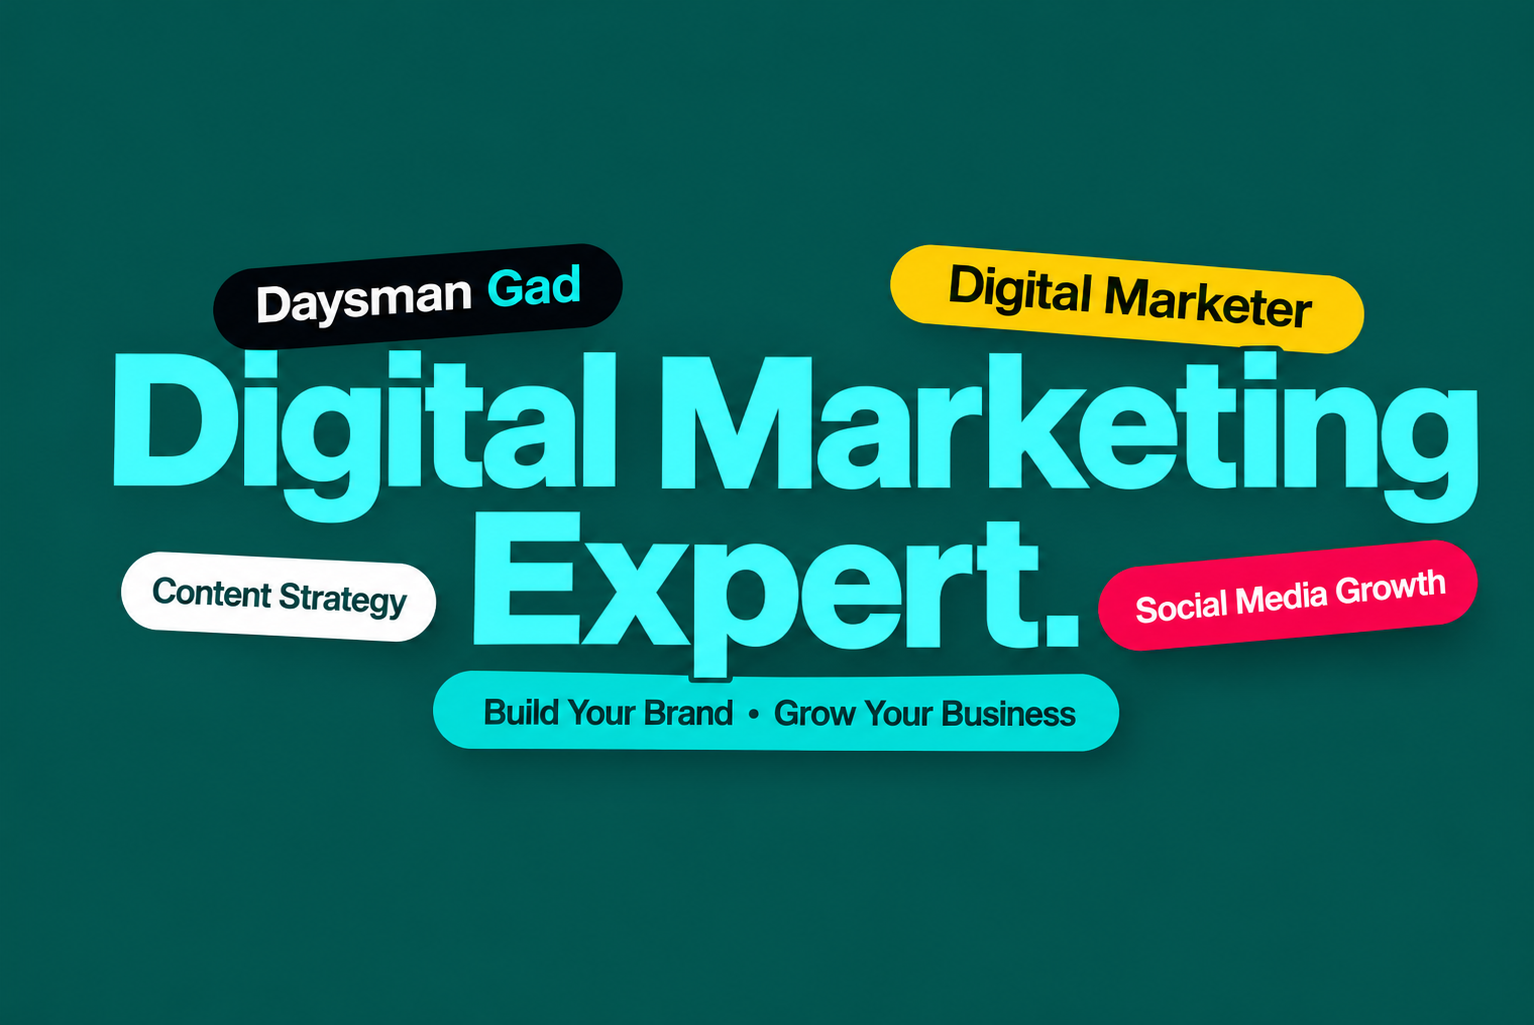 Daysman Gad
Digital Marketer
Digital Marketing
Expert.
Content Strategy
Social Media Growth
Build Your Brand • Grow Your Business